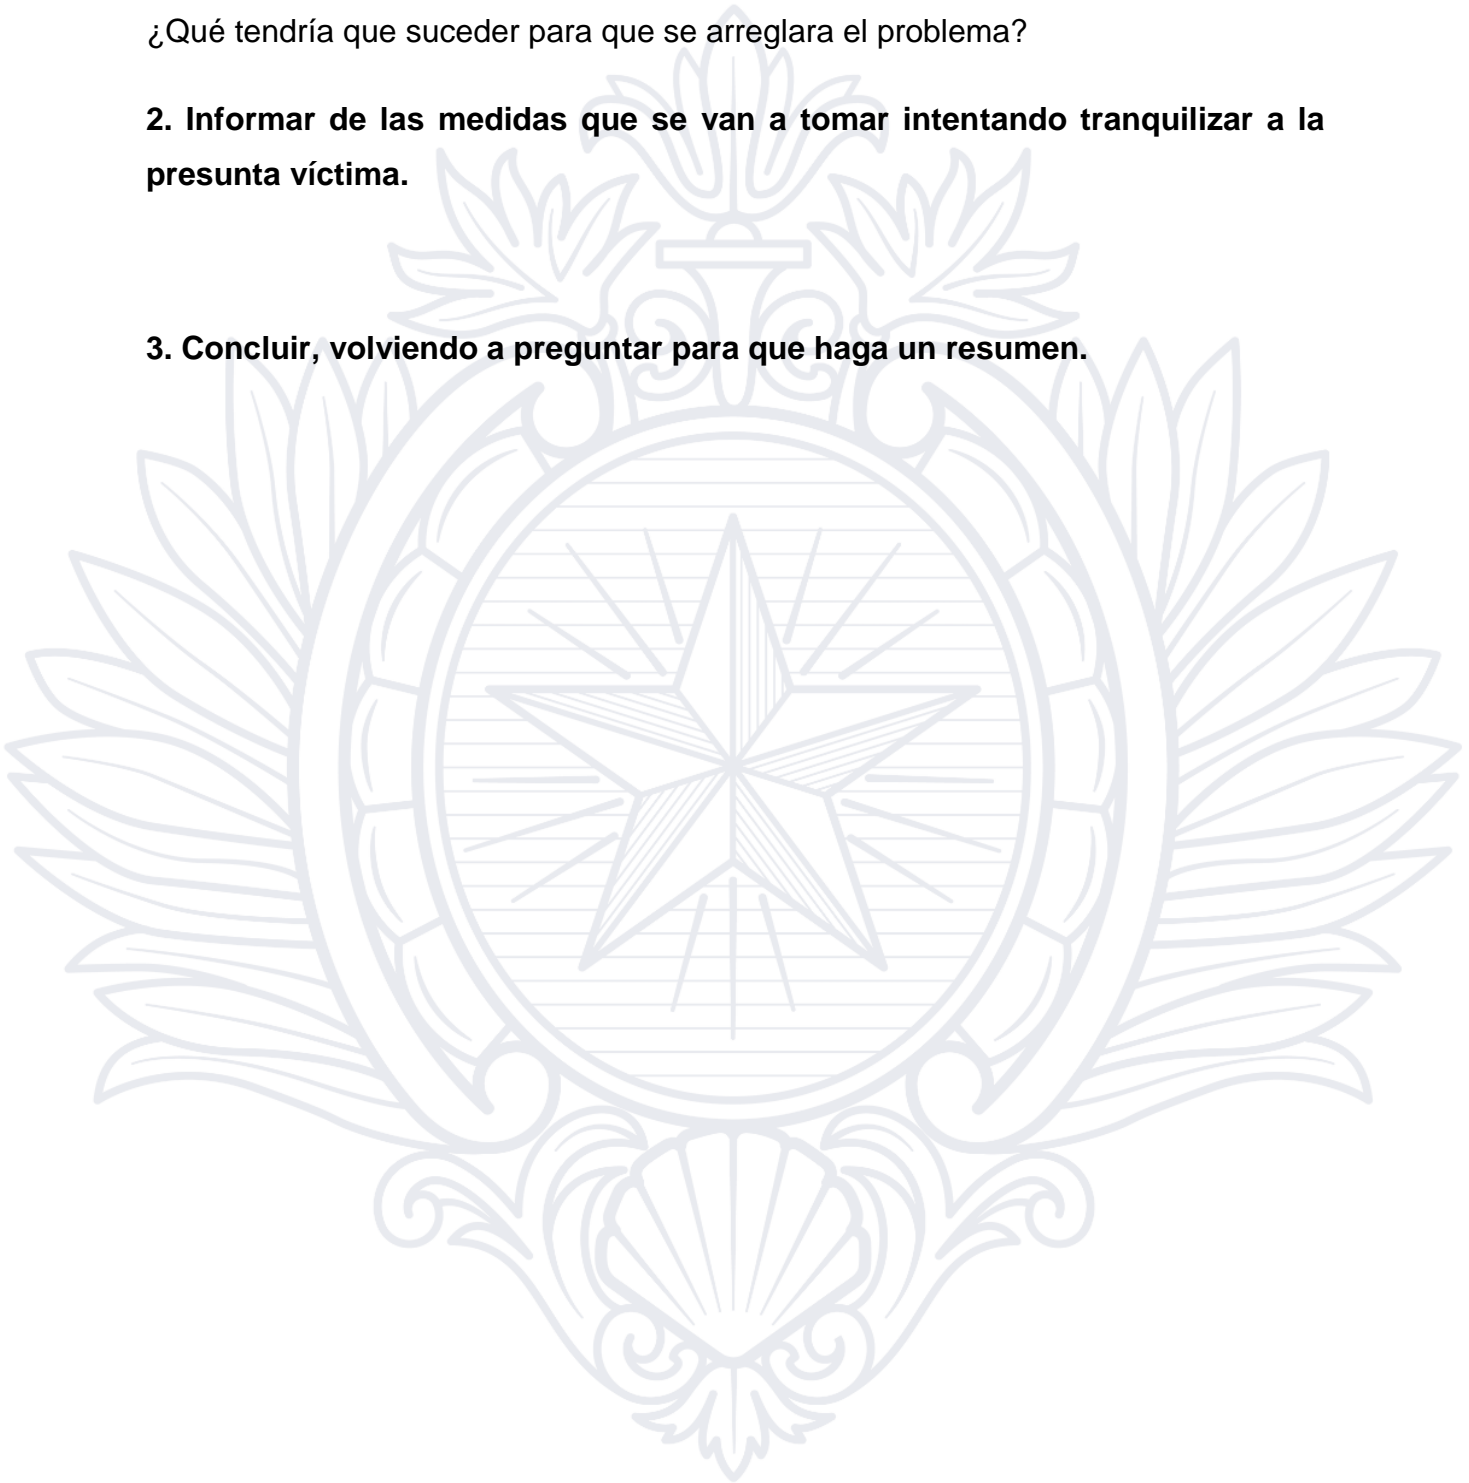 ¿Qué tendría que suceder para que se arreglara el problema?
2. Informar de las medidas que se van a tomar intentando tranquilizar a la
presunta víctima.
3. Concluir, volviendo a preguntar para que haga un resumen.